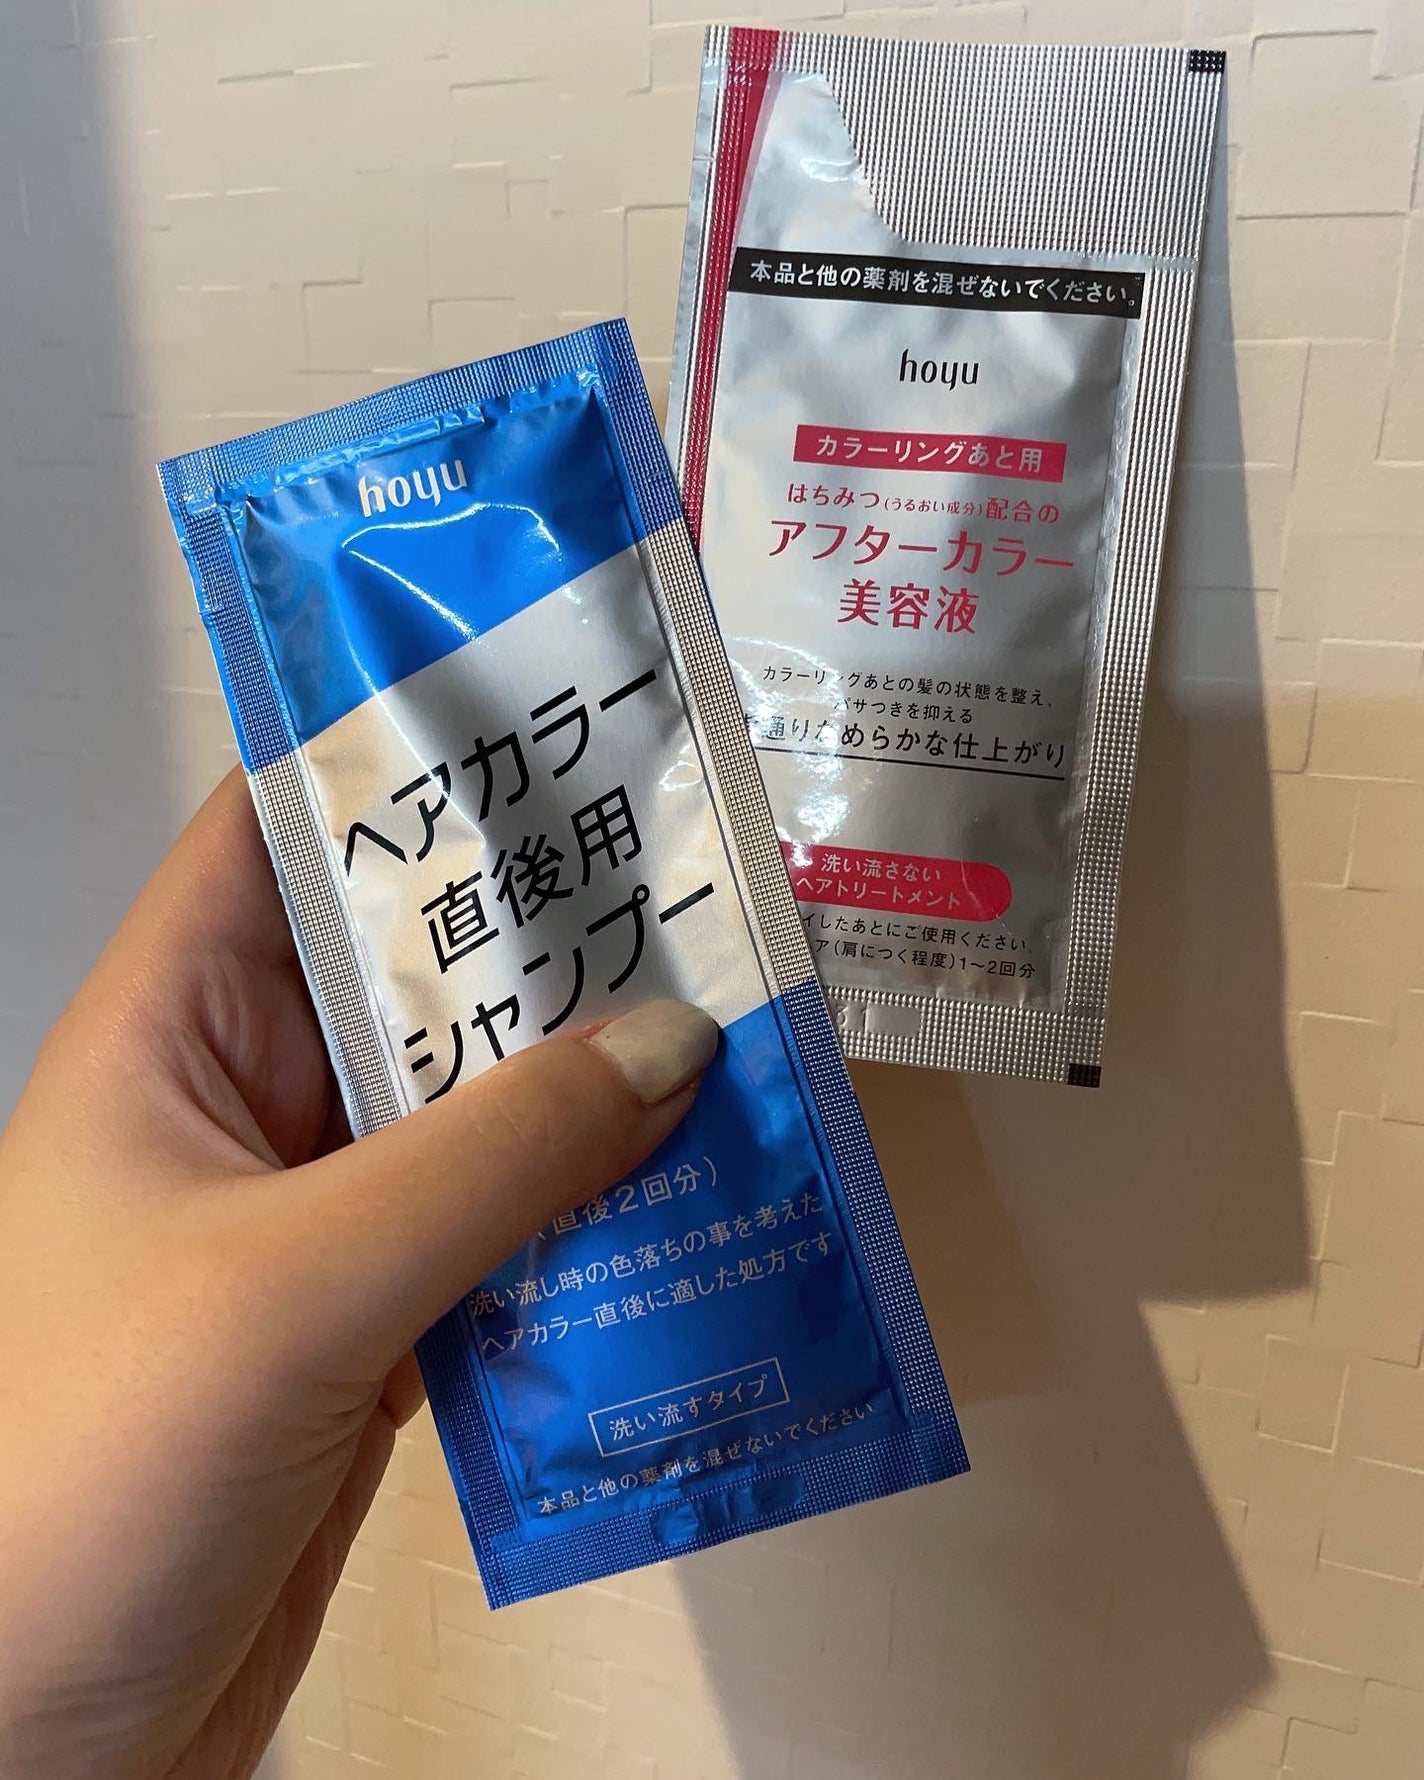 hoyu
ヘアカラー
直後用
シャンプー
直後2回分)
洗い流し時の色落ちの事を考えた
ヘアカラー直後に適した処方です
洗い流すタイプ
本品と他の薬剤を混ぜないでください
本品と他の薬剤を混ぜないでください。
hoyu
カラーリングあと用
はちみつ(うるおい成分)配合の
アフターカラー
美容液
カラーリングあとの髪の状態を整え、
パサつきを抑える
通りなめらかな仕上がり
洗い流さない
ヘアトリートメント
イしたあとにご使用ください。
ア(肩につく程度)1〜2回分
31